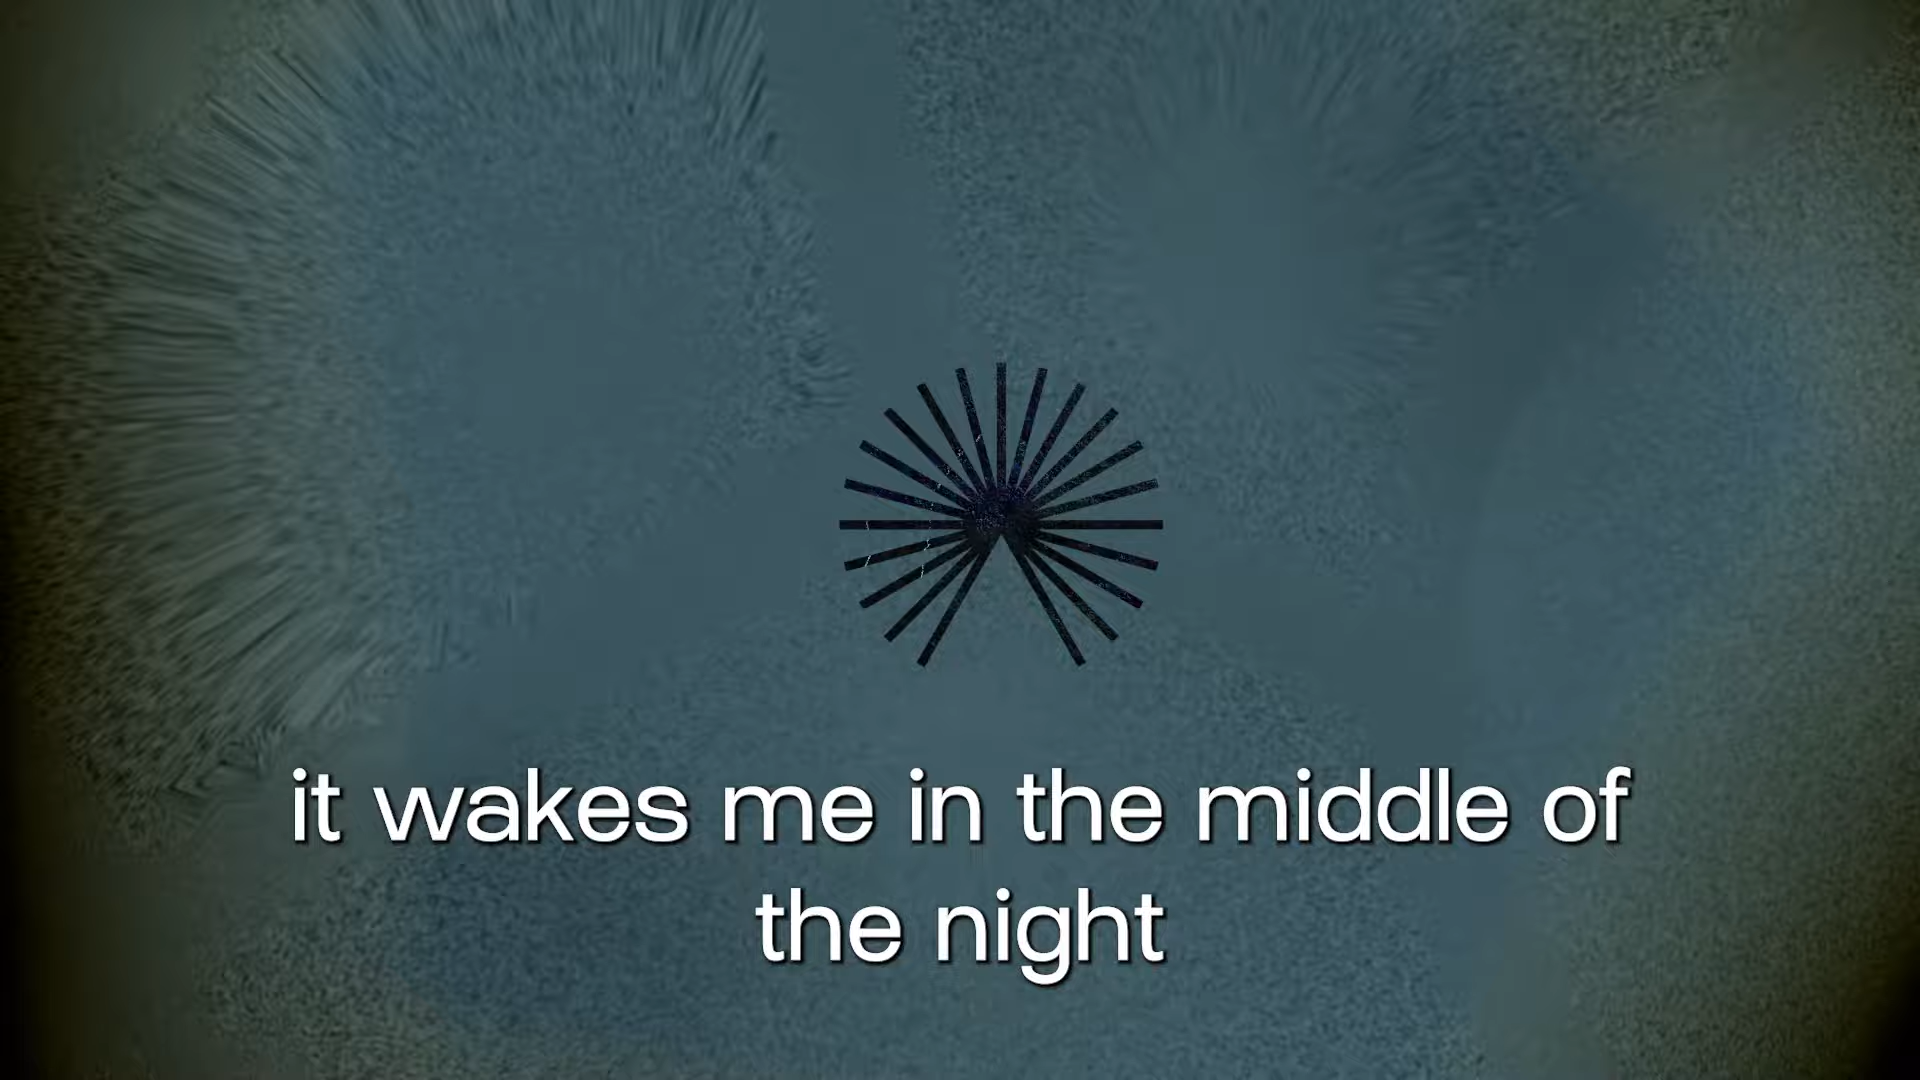 it wakes me in the middle of
the night